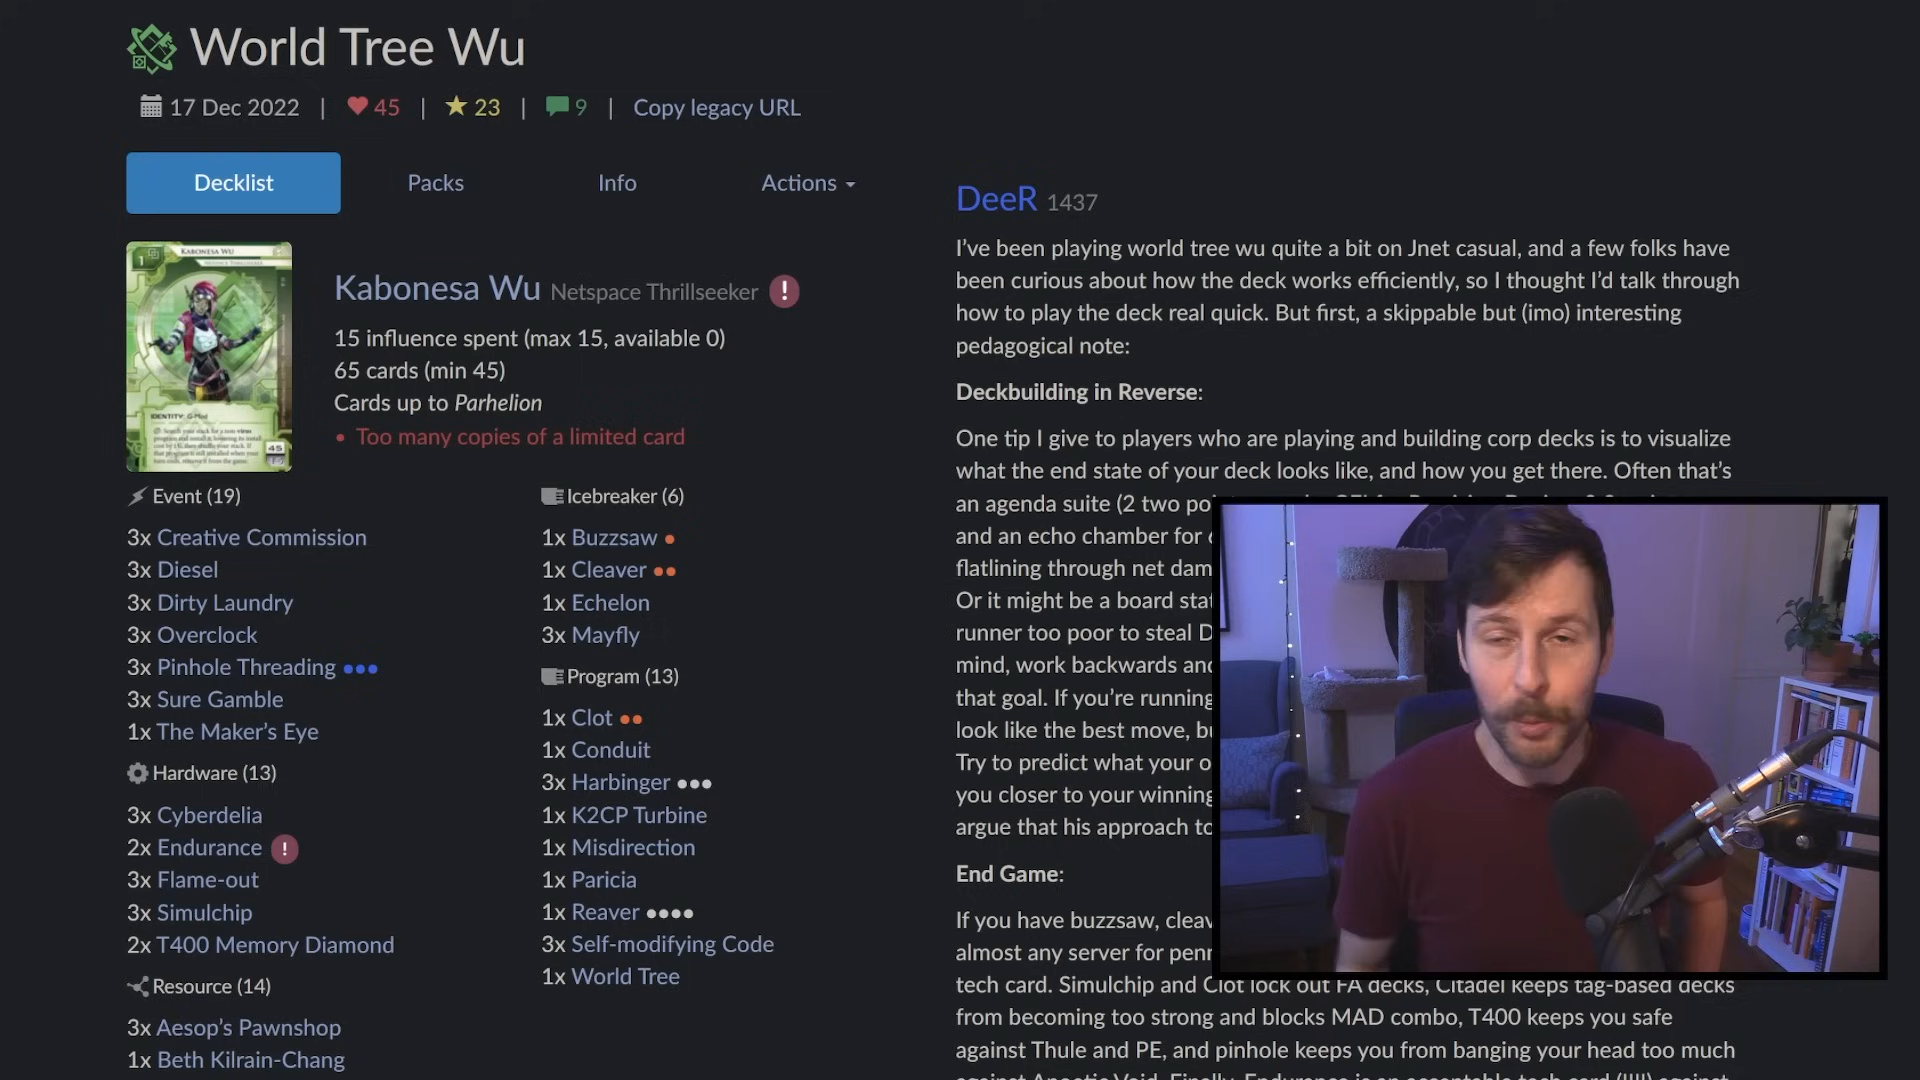 World Tree Wu
17 Dec 2022 | 45 | 23 | 9 | Copy legacy URL
Decklist Packs Info Actions
KABONESA WU
IDENTITY: G-Mod
45
Kabonesa Wu Netspace Thrillseeker !
15 influence spent (max 15, available 0)
65 cards (min 45)
Cards up to Parhelion
• Too many copies of a limited card
Event (19)
3x Creative Commission
3x Diesel
3x Dirty Laundry
3x Overclock
3x Pinhole Threading •••
3x Sure Gamble
1x The Maker's Eye
Hardware (13)
3x Cyberdelia
2x Endurance !
3x Flame-out
3x Simulchip
2x T400 Memory Diamond
Resource (14)
3x Aesop's Pawnshop
1x Beth Kilrain-Chang
Icebreaker (6)
1x Buzzsaw •
1x Cleaver ••
1x Echelon
3x Mayfly
Program (13)
1x Clot ••
1x Conduit
3x Harbinger •••
1x K2CP Turbine
1x Misdirection
1x Paricia
1x Reaver ••••
3x Self-modifying Code
1x World Tree
DeeR 1437
I've been playing world tree wu quite a bit on Jnet casual, and a few folks have
been curious about how the deck works efficiently, so I thought I'd talk through
how to play the deck real quick. But first, a skippable but (imo) interesting
pedagogical note:
Deckbuilding in Reverse:
One tip I give to players who are playing and building corp decks is to visualize
what the end state of your deck looks like, and how you get there. Often that's
an agenda suite (2 two po
and an echo chamber for
flatlining through net dam
Or it might be a board stat
runner too poor to steal D
mind, work backwards and
that goal. If you're running
look like the best move, bu
Try to predict what your o
you closer to your winning
argue that his approach to
End Game:
If you have buzzsaw, cleav
almost any server for penn
tech card. Simulchip and Clot lock out FA decks, Citadel keeps tag-based decks
from becoming too strong and blocks MAD combo, T400 keeps you safe
against Thule and PE, and pinhole keeps you from banging your head too much